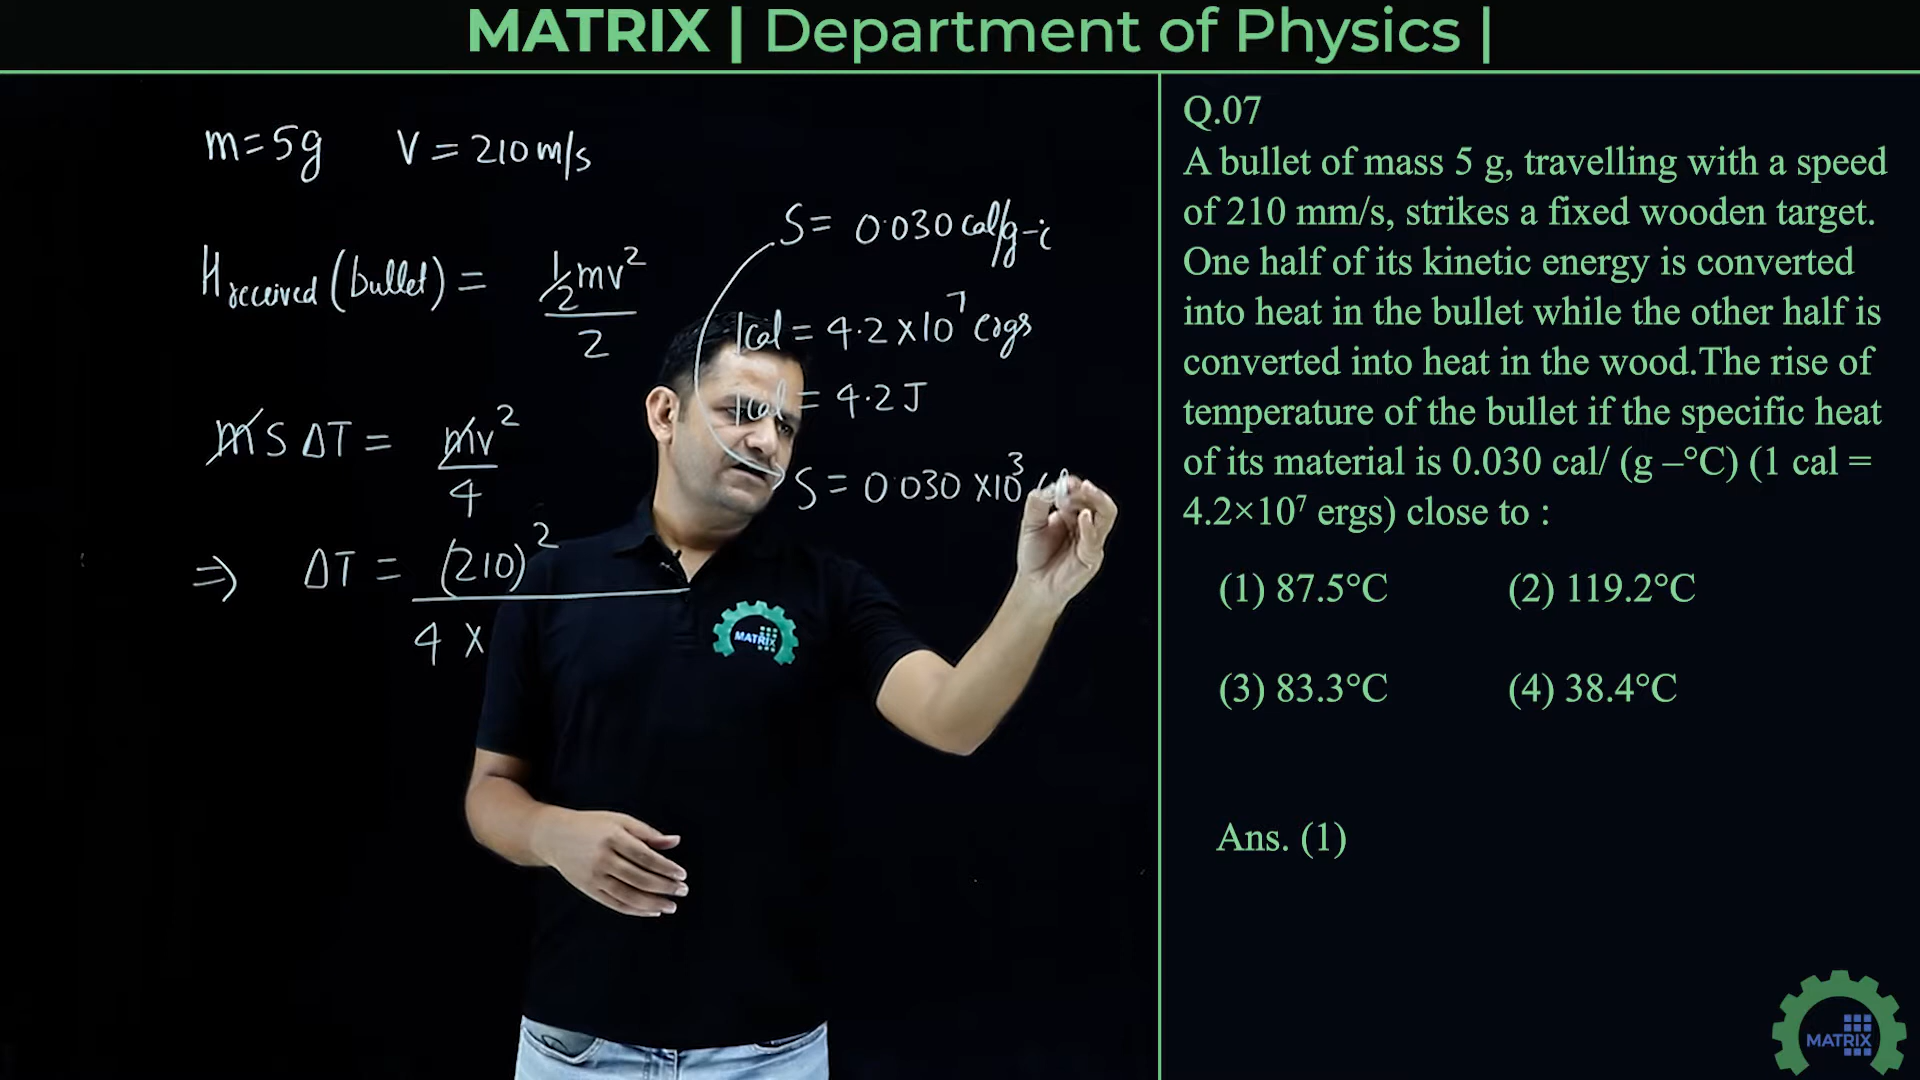 MATRIX | Department of Physics |
m=5g V = 210 m/s
S = 0.030 cal/g-c
H received (bullet) = ½mv² / 2
1cal = 4.2 ×10⁷ ergs
1cal = 4.2 J
m S ΔT = mv² / 4
S = 0.030 ×10³
⇒ ΔT = (210)² / 4 ×
MATRIX
Q.07
A bullet of mass 5 g, travelling with a speed
of 210 mm/s, strikes a fixed wooden target.
One half of its kinetic energy is converted
into heat in the bullet while the other half is
converted into heat in the wood.The rise of
temperature of the bullet if the specific heat
of its material is 0.030 cal/ (g –°C) (1 cal =
4.2×10⁷ ergs) close to :
(1) 87.5°C (2) 119.2°C
(3) 83.3°C (4) 38.4°C
Ans. (1)
MATRIX